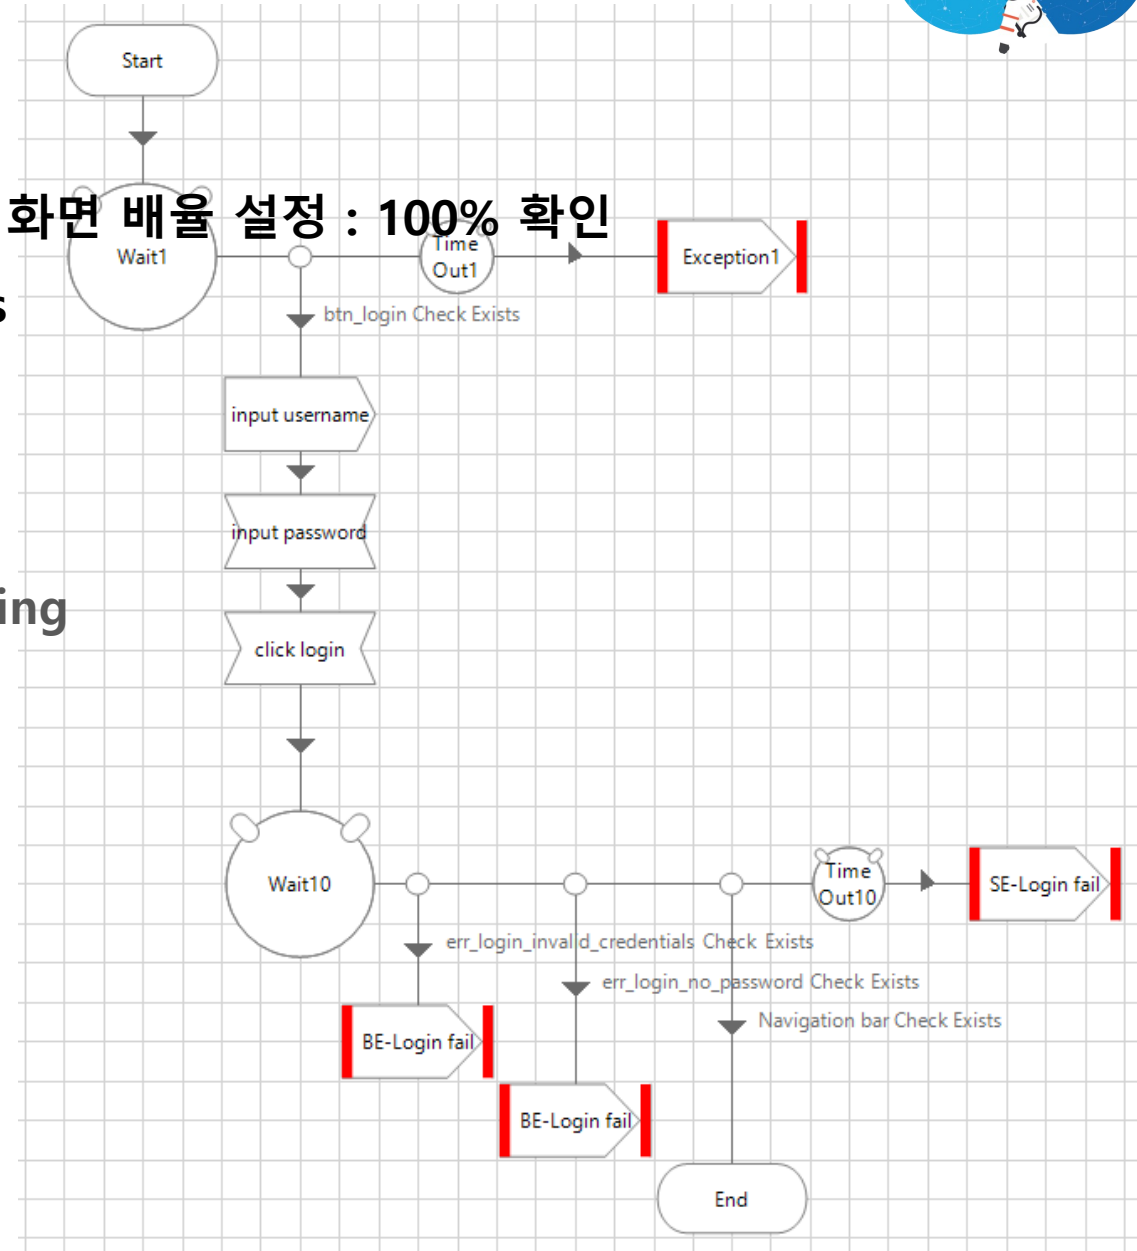 Start
화면 배율 설정 : 100% 확인
Wait1
Time
Out1
Exception1
s
btn_login Check Exists
input username
input password
ing
click login
Wait10
Time
Out10
SE-Login fail
err_login_invalid_credentials Check Exists
err_login_no_password Check Exists
Navigation bar Check Exists
BE-Login fail
BE-Login fail
End